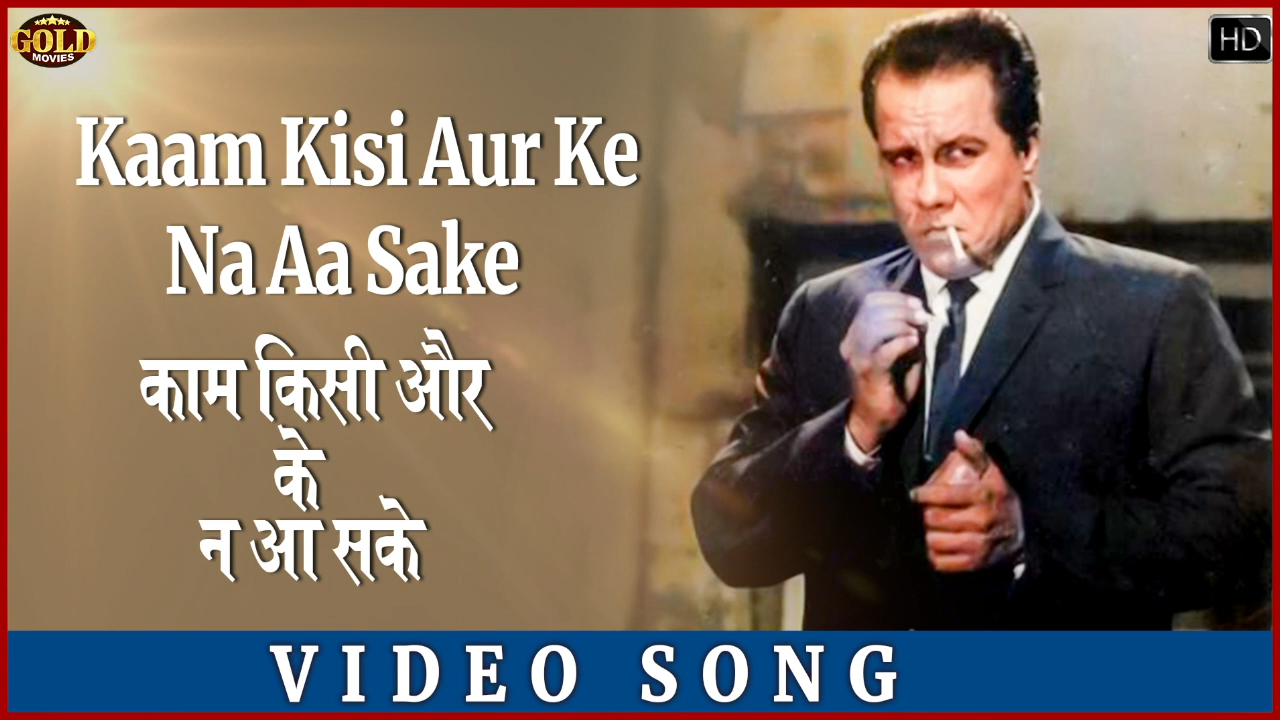 GOLD
MOVIES
HD
Kaam Kisi Aur Ke
Na Aa Sake
काम किसी और
के
न आ सके
VIDEO SONG